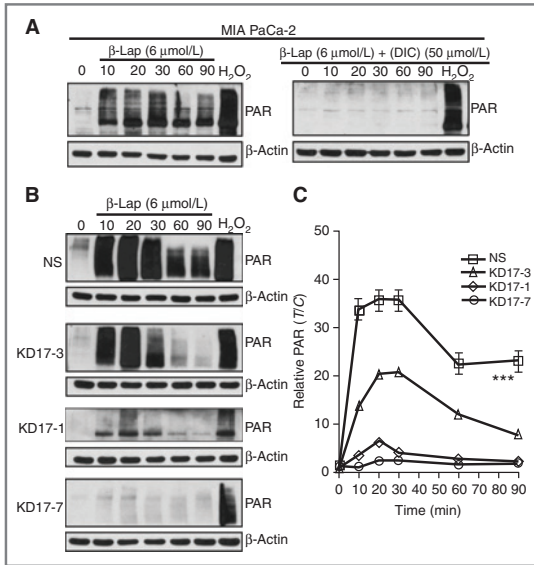 A
MIA PaCa-2
β-Lap (6 μmol/L)
0 10 20 30 60 90 H₂O₂
PAR
β-Actin
β-Lap (6 μmol/L) + (DIC) (50 μmol/L)
0 10 20 30 60 90 H₂O₂
PAR
β-Actin
B
β-Lap (6 μmol/L)
0 10 20 30 60 90 H₂O₂
NS
PAR
β-Actin
KD17-3
PAR
β-Actin
KD17-1
PAR
β-Actin
KD17-7
PAR
β-Actin
C
NS
KD17-3
KD17-1
KD17-7
Relative PAR (T/C)
50
40
30
20
10
0
***
0 10 20 30 40 50 60 70 80 90
Time (min)